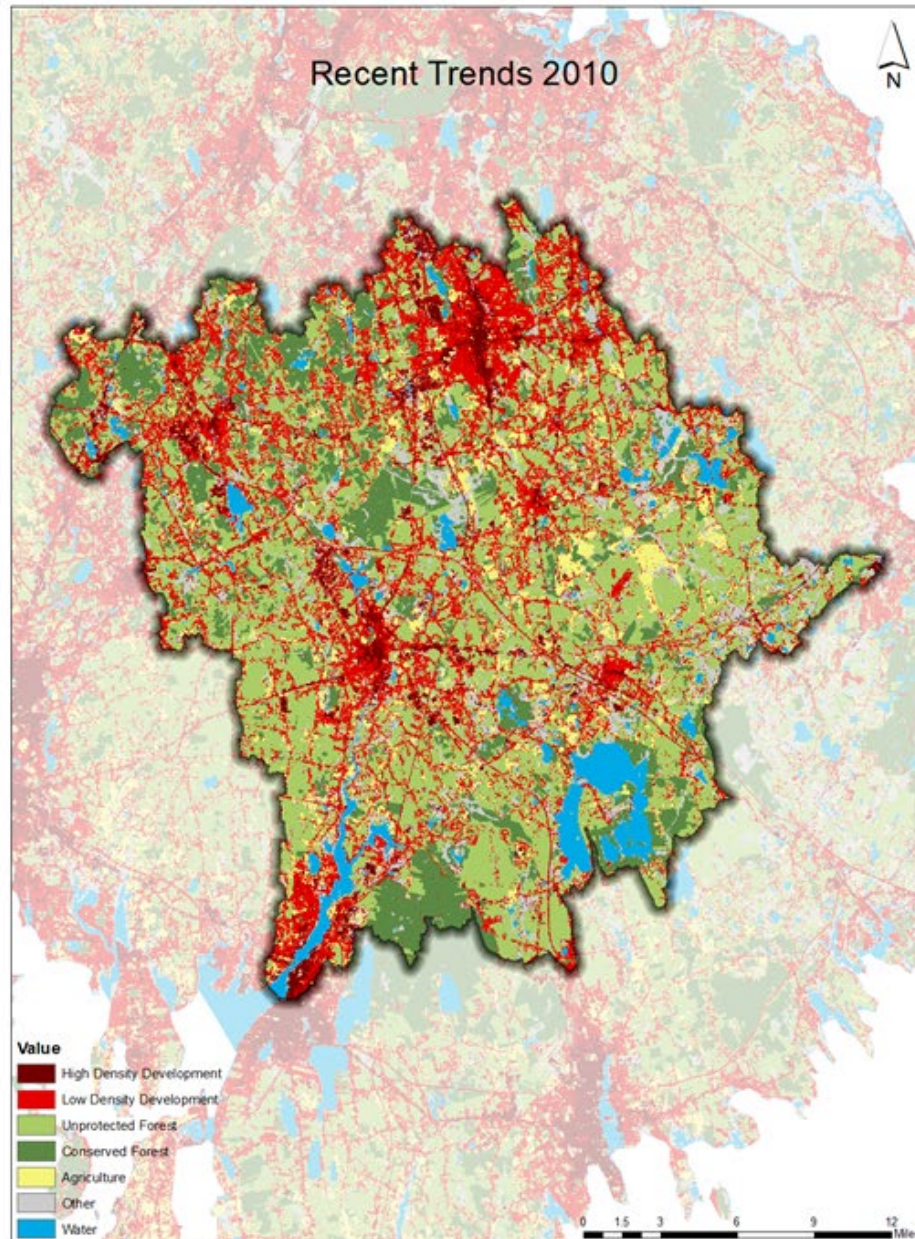 Recent Trends 2010
N
Value
High Density Development
Low Density Development
Unprotected Forest
Conserved Forest
Agriculture
Other
Water
0 1.5 3 6 9 12
Miles